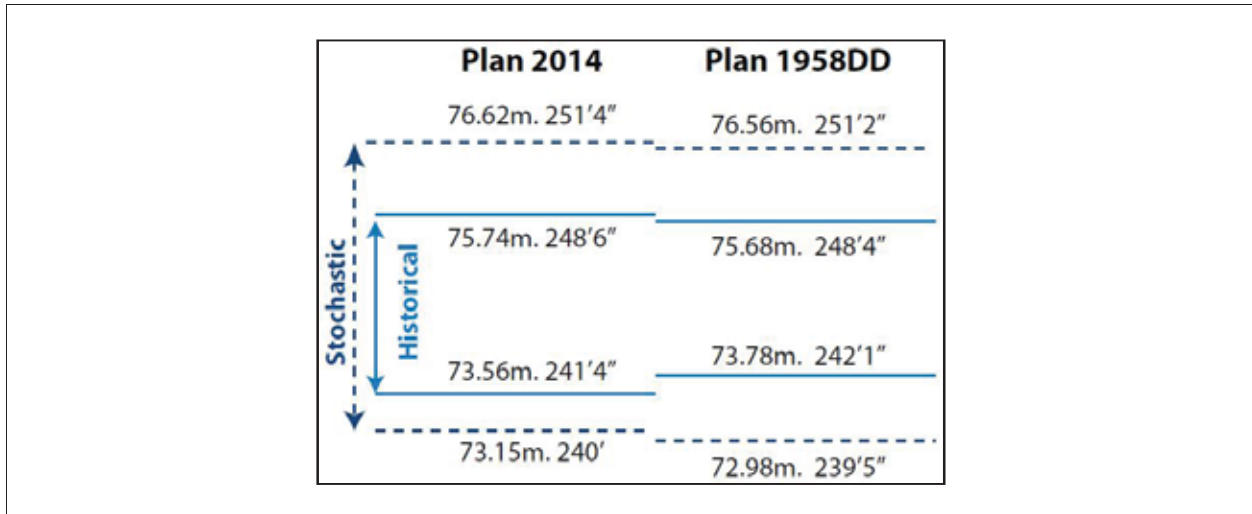 Plan 2014 Plan 1958DD
76.62m. 251'4" 76.56m. 251'2"
75.74m. 248'6" 75.68m. 248'4"
Stochastic
Historical
73.56m. 241'4" 73.78m. 242'1"
73.15m. 240' 72.98m. 239'5"